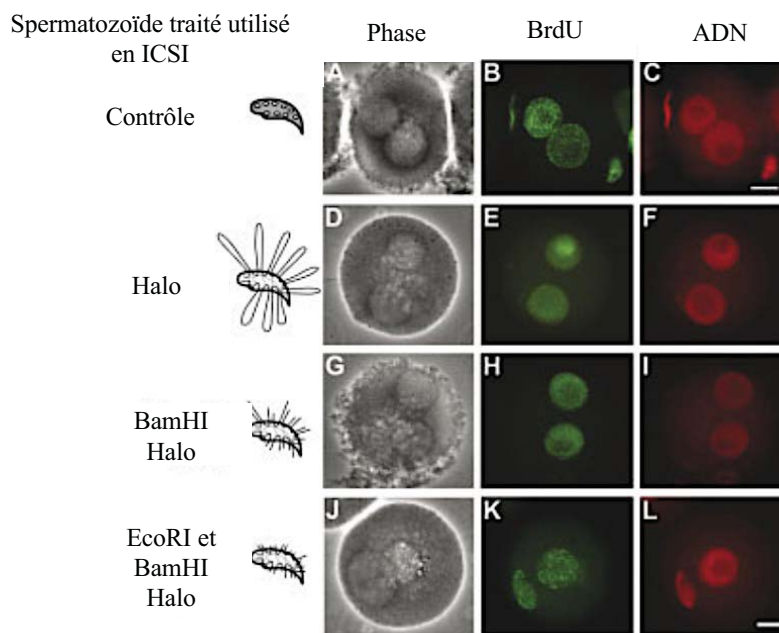 Spermatozoïde traité utilisé
en ICSI
Phase
BrdU
ADN
Contrôle
A
B
C
Halo
D
E
F
BamHI
Halo
G
H
I
EcoRI et
BamHI
Halo
J
K
L